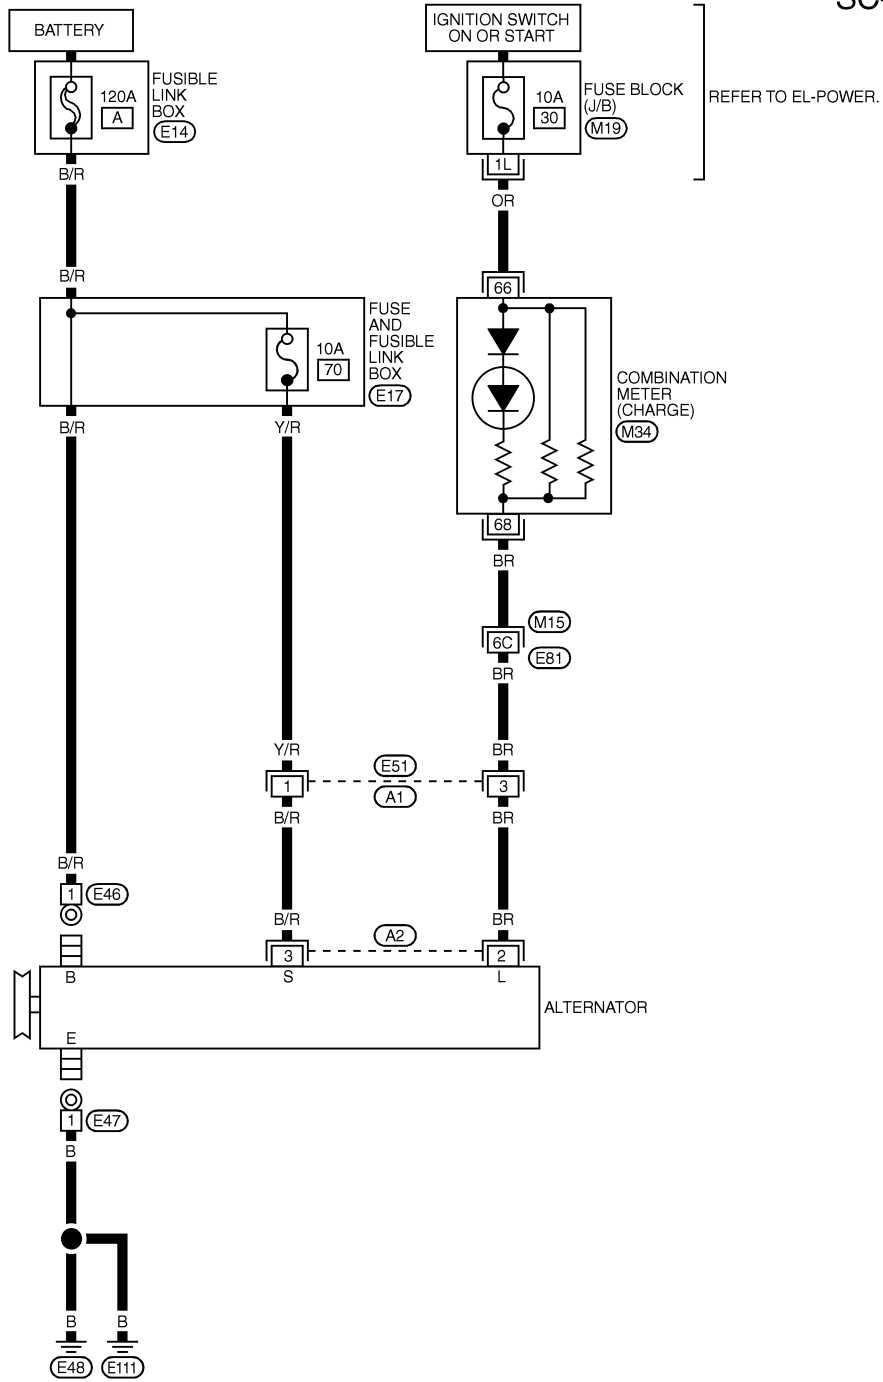 BATTERY
IGNITION SWITCH
ON OR START
FUSIBLE
LINK
BOX
120A
A
E14
10A
30
FUSE BLOCK
(J/B)
M19
REFER TO EL-POWER.
1L
B/R
OR
B/R
66
FUSE
AND
FUSIBLE
LINK
BOX
10A
70
E17
COMBINATION
METER
(CHARGE)
M34
B/R
Y/R
68
BR
M15
6C
E81
BR
Y/R
BR
E51
1
3
A1
B/R
BR
B/R
1
E46
B/R
BR
A2
3
2
B
S
L
ALTERNATOR
E
1
E47
B
B
B
E48
E111